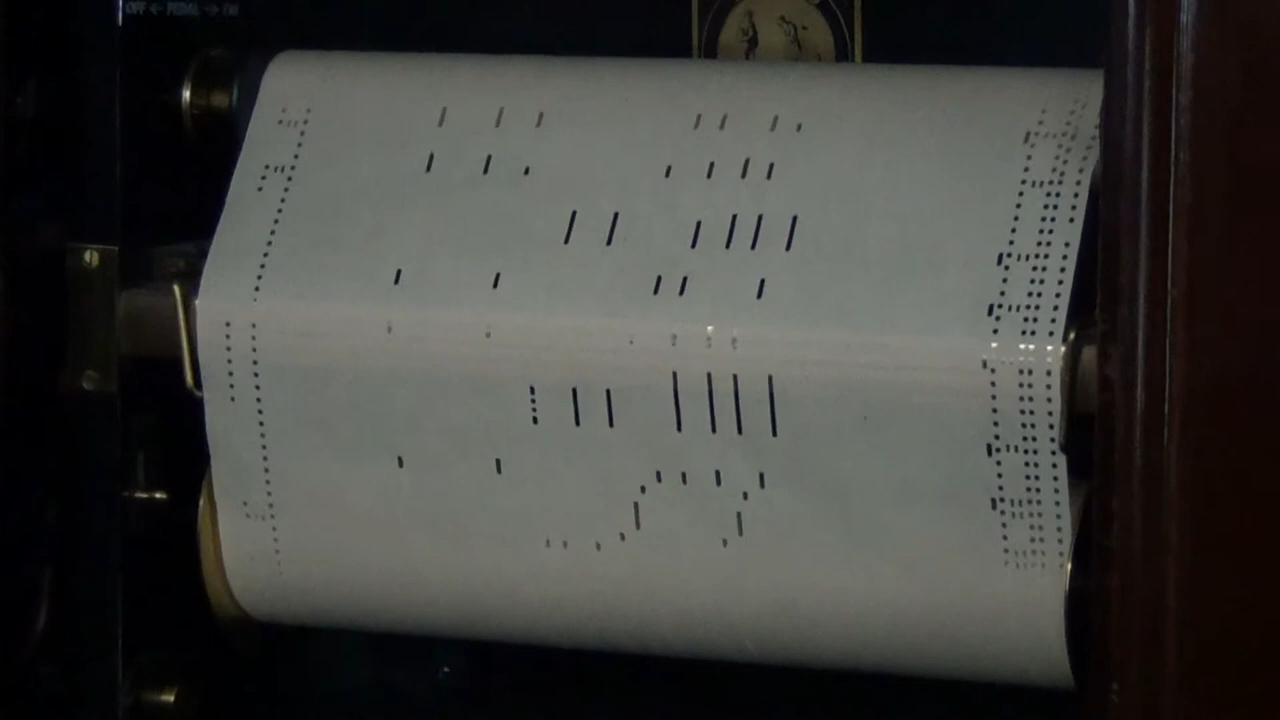 OFF ← PEDAL → ON